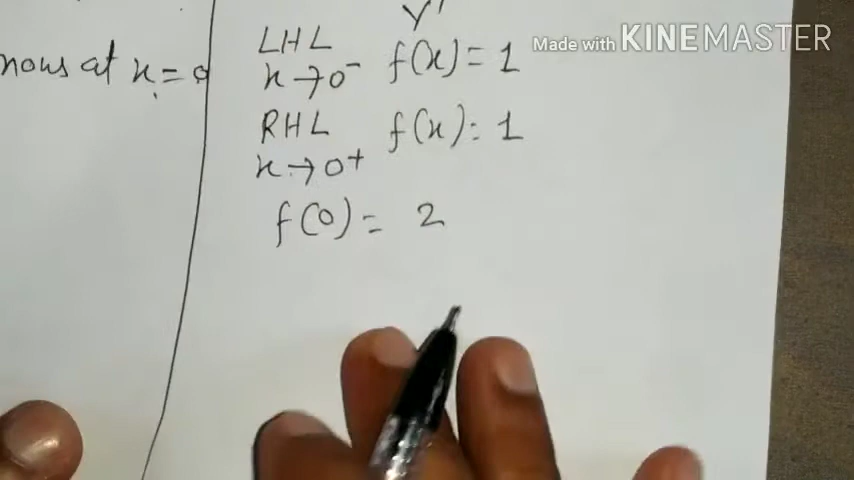 Y'
LHL
x→0⁻ f(x) = 1
Made with KINEMASTER
nous at x = 0
RHL f(x) = 1
x→0+
f(0) = 2